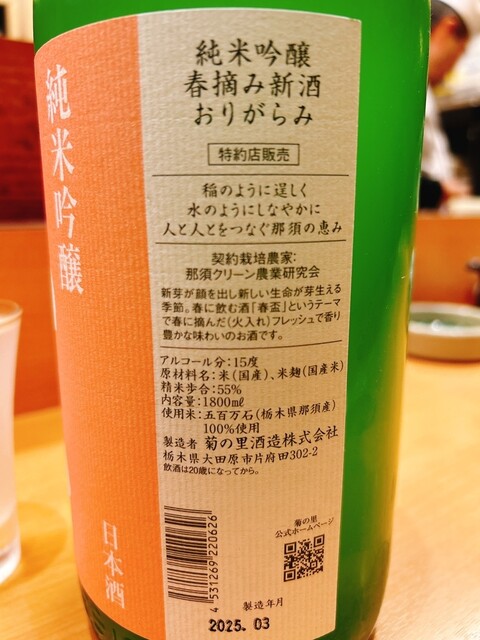 純米吟醸
日本酒
純米吟醸
春摘み新酒
おりがらみ
特約店販売
稲のように逞しく
水のようにしなやかに
人と人とをつなぐ那須の恵み
契約栽培農家:
那須クリーン農業研究会
新芽が顔を出し新しい生命が芽生える
季節。春に飲む酒「春盃」というテーマ
で春に摘んだ(火入れ)フレッシュで香り
豊かな味わいのお酒です。
アルコール分:15度
原材料名:米(国産)、米麹(国産米)
精米歩合:55%
内容量:1800mℓ
使用米:五百万石(栃木県那須産)
100%使用
製造者 菊の里酒造株式会社
栃木県大田原市片府田302-2
飲酒は20歳になってから。
4 531269 220626
菊の里
公式ホームページ
製造年月
2025.03